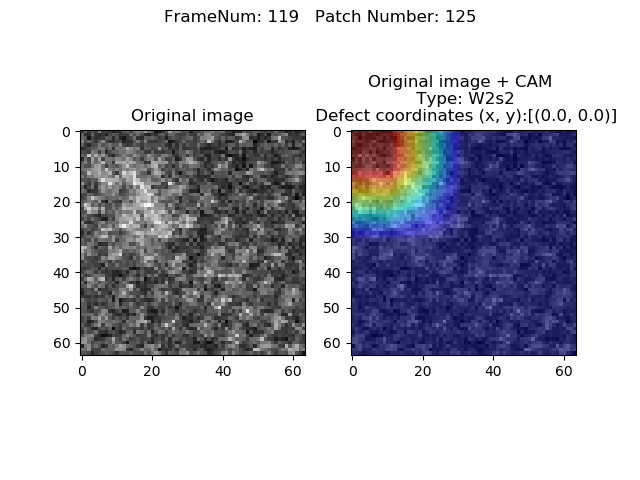 FrameNum: 119   Patch Number: 125
Original image
Original image + CAM
Type: W2s2
Defect coordinates (x, y):[(0.0, 0.0)]
0
10
20
30
40
50
60
0 20 40 60
0
10
20
30
40
50
60
0 20 40 60